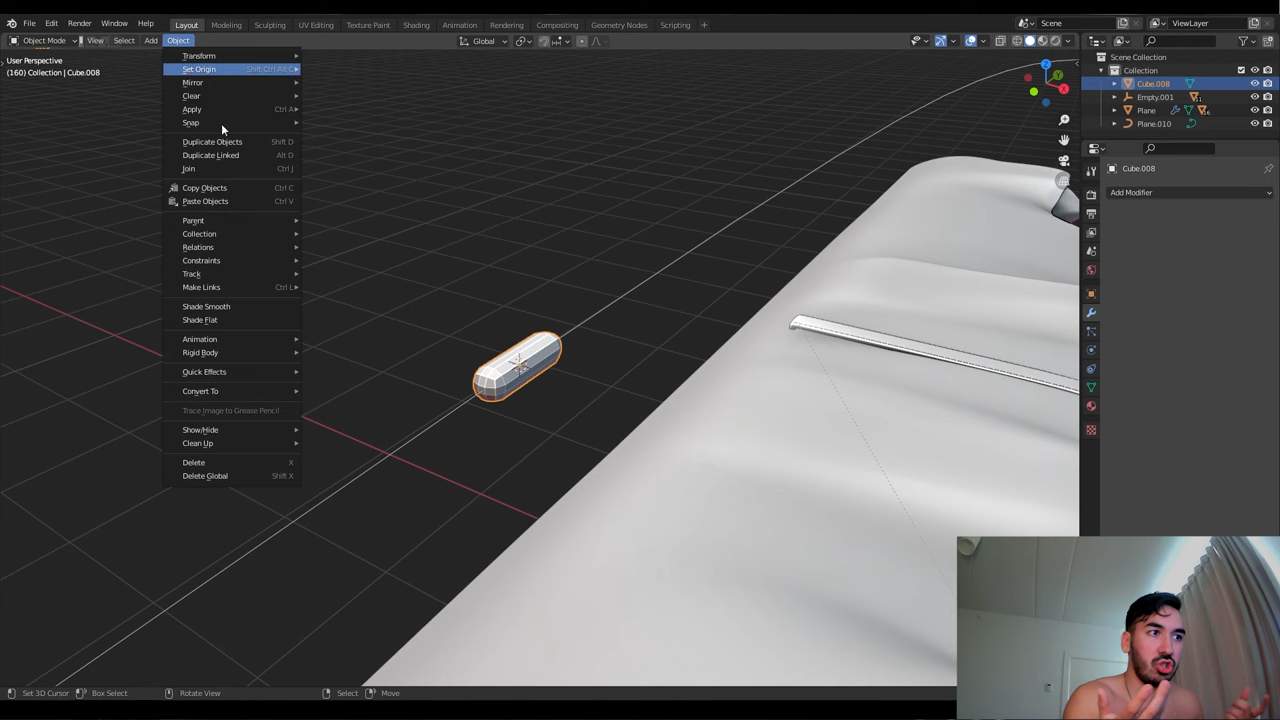 File Edit Render Window Help Layout Modeling Sculpting UV Editing Texture Paint Shading Animation Rendering Compositing Geometry Nodes Scripting + Scene ViewLayer
Object Mode View Select Add Object Global
User Perspective
(160) Collection | Cube.008
Transform
Set Origin Shift Ctrl Alt C
Mirror
Clear
Apply Ctrl A
Snap
Duplicate Objects Shift D
Duplicate Linked Alt D
Join Ctrl J
Copy Objects Ctrl C
Paste Objects Ctrl V
Parent
Collection
Relations
Constraints
Track
Make Links Ctrl L
Shade Smooth
Shade Flat
Animation
Rigid Body
Quick Effects
Convert To
Trace Image to Grease Pencil
Show/Hide
Clean Up
Delete X
Delete Global Shift X
Z
Y
X
Scene Collection
Collection
Cube.008
Empty.001 11
Plane 16
Plane.010
Cube.008
Add Modifier
Set 3D Cursor Box Select Rotate View Select Move